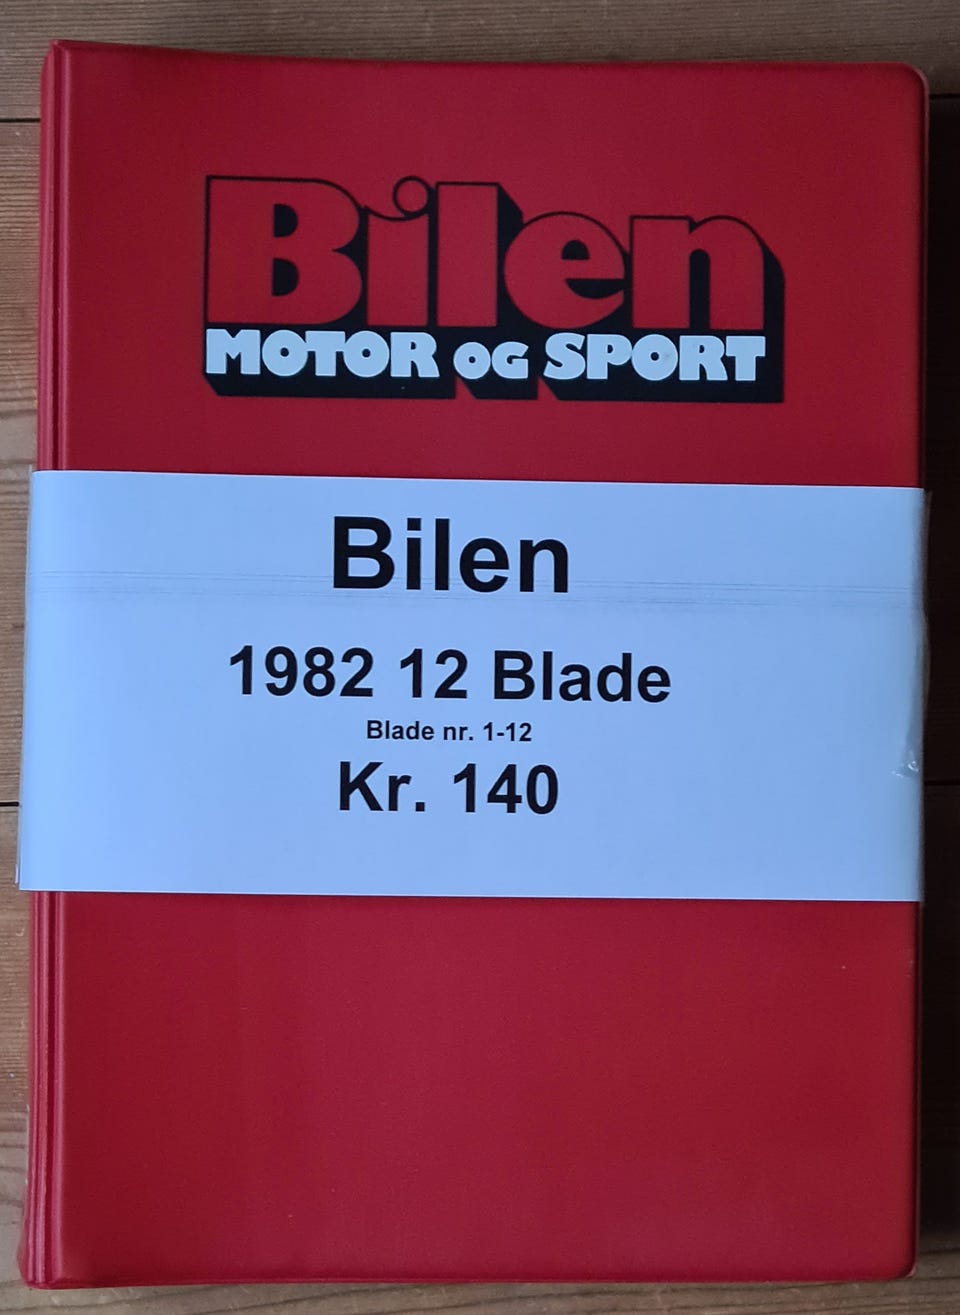 Bilen
MOTOR OG SPORT
Bilen
1982 12 Blade
Blade nr. 1-12
Kr. 140